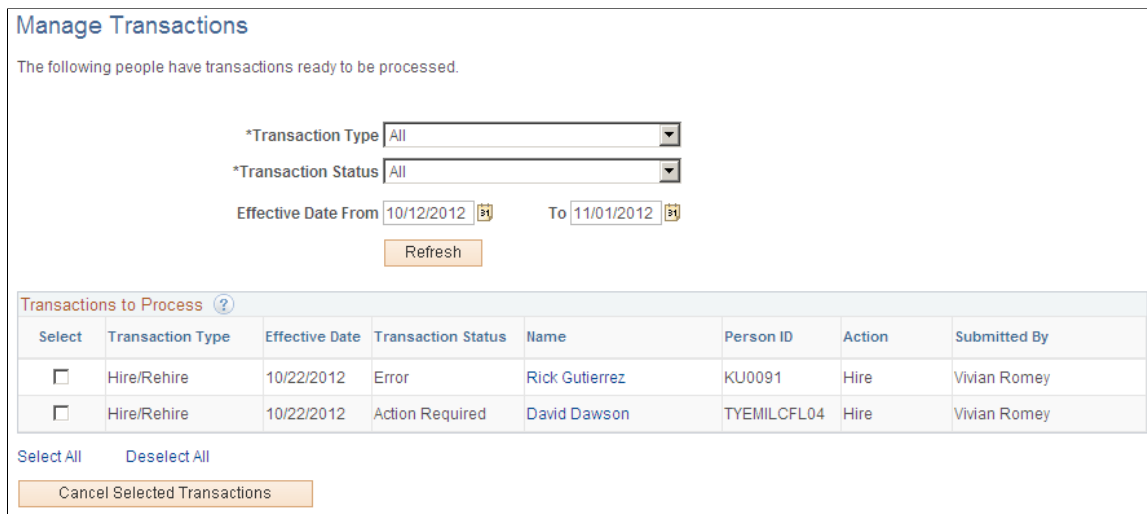 Manage Transactions
The following people have transactions ready to be processed.
*Transaction Type All
*Transaction Status All
Effective Date From 10/12/2012 31 To 11/01/2012 31
Refresh
Transactions to Process ?
Select Transaction Type Effective Date Transaction Status Name Person ID Action Submitted By
Hire/Rehire 10/22/2012 Error Rick Gutierrez KU0091 Hire Vivian Romey
Hire/Rehire 10/22/2012 Action Required David Dawson TYEMILCFL04 Hire Vivian Romey
Select All Deselect All
Cancel Selected Transactions